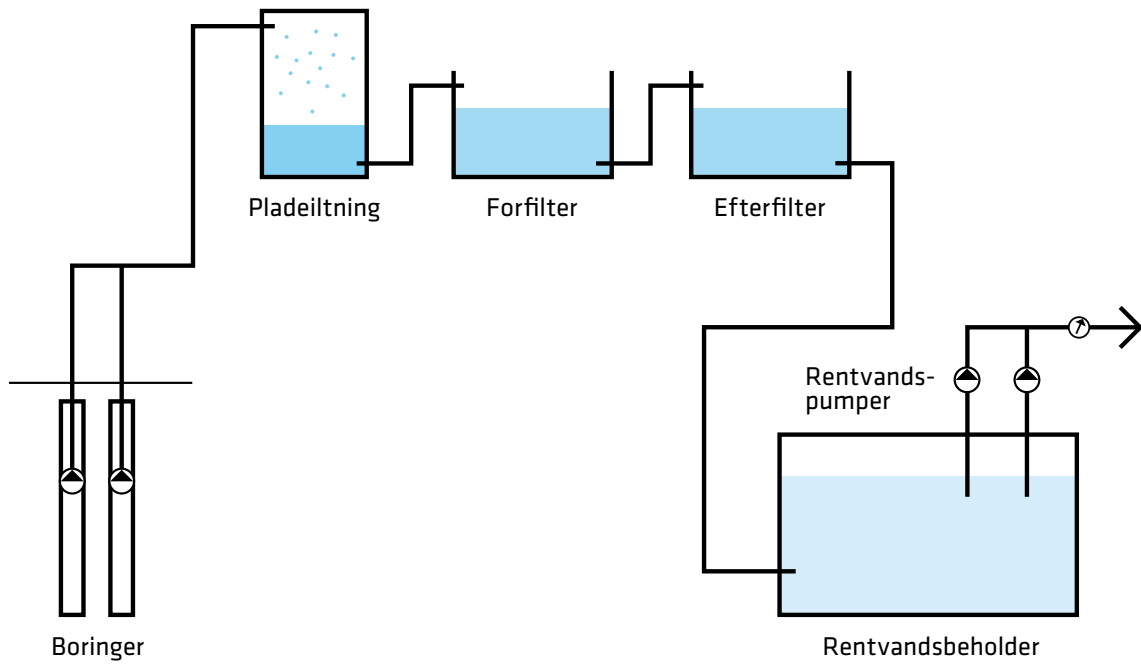 Pladeiltning
Forfilter
Efterfilter
Rentvands-
pumper
Boringer
Rentvandsbeholder